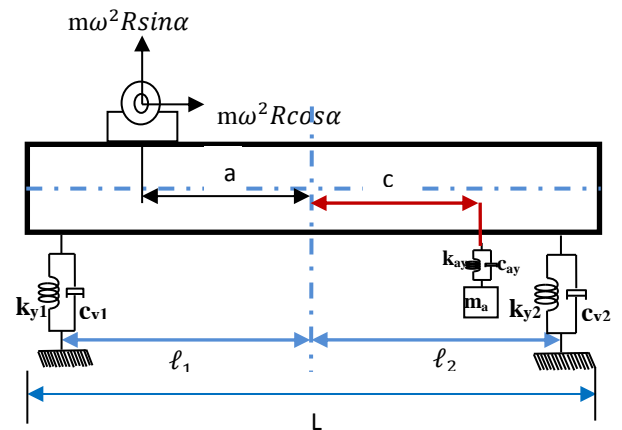 mω²Rsinα
mω²Rcosα
a
c
k_ay c_ay
m_a
k_y1 c_v1
k_y2 c_v2
ℓ₁
ℓ₂
L